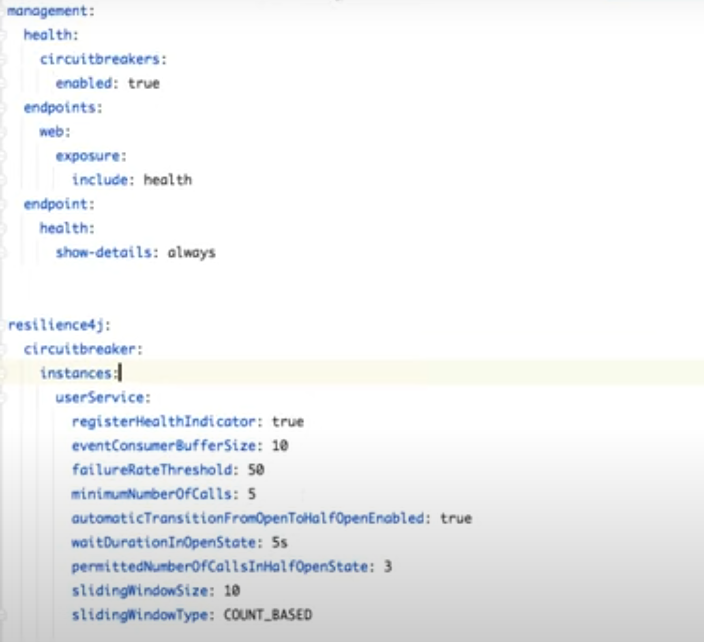 management:
  health:
    circuitbreakers:
      enabled: true
  endpoints:
    web:
      exposure:
        include: health
  endpoint:
    health:
      show-details: always
resilience4j:
  circuitbreaker:
    instances:
      userService:
        registerHealthIndicator: true
        eventConsumerBufferSize: 10
        failureRateThreshold: 50
        minimumNumberOfCalls: 5
        automaticTransitionFromOpenToHalfOpenEnabled: true
        waitDurationInOpenState: 5s
        permittedNumberOfCallsInHalfOpenState: 3
        slidingWindowSize: 10
        slidingWindowType: COUNT_BASED